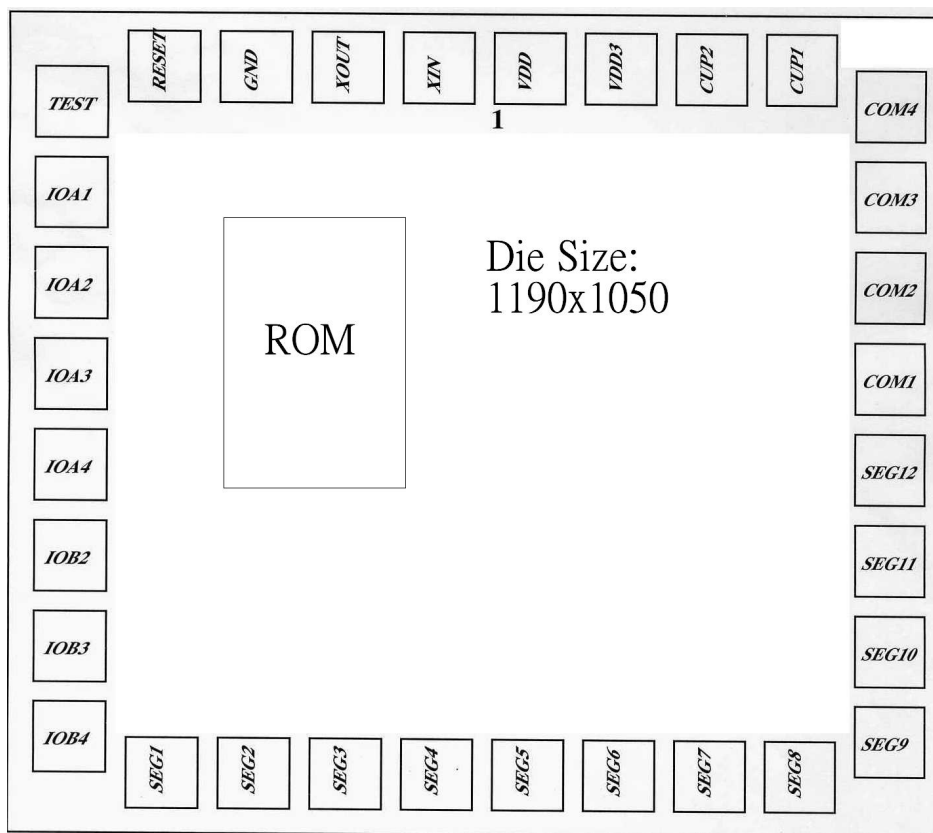 RESET
GND
XOUT
XIN
VDD
VDD3
CUP2
CUP1
1
TEST
IOA1
IOA2
IOA3
IOA4
IOB2
IOB3
IOB4
Die Size:
1190x1050
ROM
COM4
COM3
COM2
COM1
SEG12
SEG11
SEG10
SEG9
SEG1
SEG2
SEG3
SEG4
SEG5
SEG6
SEG7
SEG8